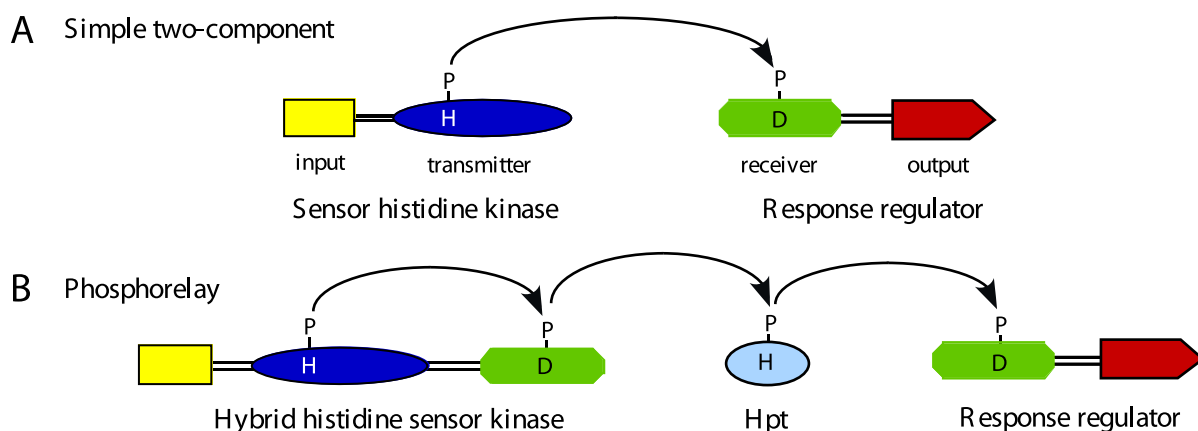 A Simple two-component
P P
H D
input transmitter receiver output
Sensor histidine kinase Response regulator
B Phosphorelay
P P P P
H D H D
Hybrid histidine sensor kinase Hpt Response regulator